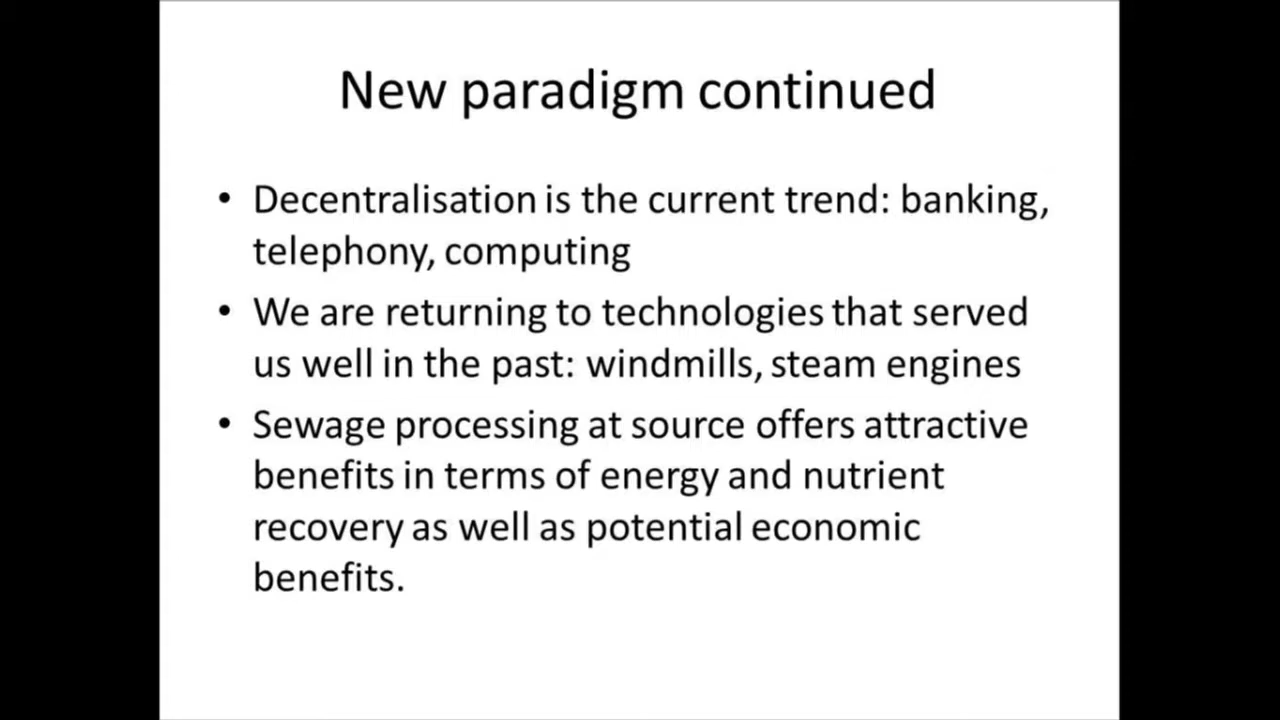 New paradigm continued
• Decentralisation is the current trend: banking,
telephony, computing
• We are returning to technologies that served
us well in the past: windmills, steam engines
• Sewage processing at source offers attractive
benefits in terms of energy and nutrient
recovery as well as potential economic
benefits.